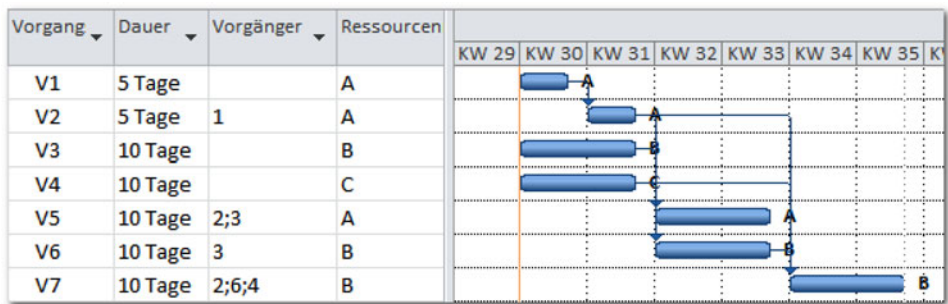 Vorgang Dauer Vorgänger Ressourcen
KW 29 KW 30 KW 31 KW 32 KW 33 KW 34 KW 35 K
V1 5 Tage A A
V2 5 Tage 1 A A
V3 10 Tage B B
V4 10 Tage C C
V5 10 Tage 2;3 A A
V6 10 Tage 3 B B
V7 10 Tage 2;6;4 B B